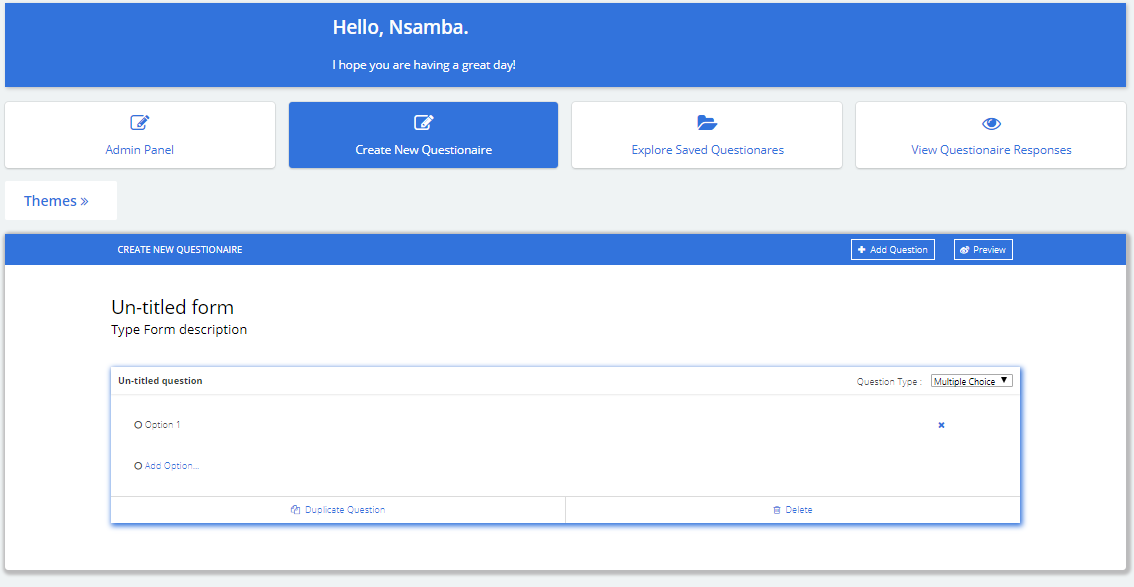 Hello, Nsamba.
I hope you are having a great day!
Admin Panel
Create New Questionaire
Explore Saved Questionares
View Questionaire Responses
Themes »
CREATE NEW QUESTIONAIRE
Add Question
Preview
Un-titled form
Type Form description
Un-titled question
Question Type :
Multiple Choice
Option 1
Add Option...
Duplicate Question
Delete